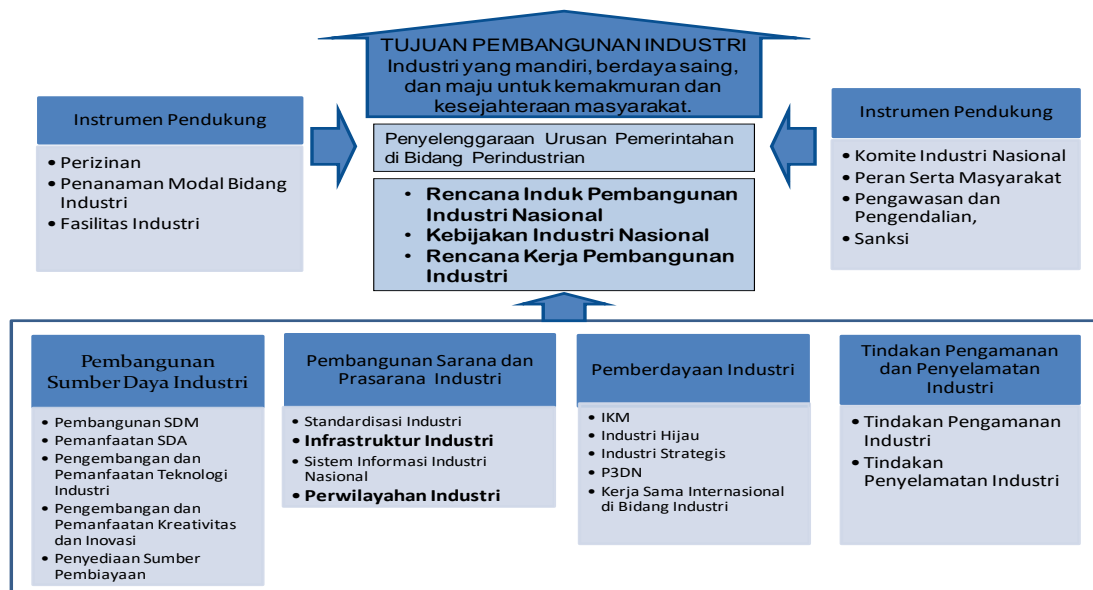 TUJUAN PEMBANGUNAN INDUSTRI
Industri yang mandiri, berdaya saing,
dan maju untuk kemakmuran dan
kesejahteraan masyarakat.
Instrumen Pendukung
• Perizinan
• Penanaman Modal Bidang
Industri
• Fasilitas Industri
Penyelenggaraan Urusan Pemerintahan
di Bidang Perindustrian
• Rencana Induk Pembangunan
Industri Nasional
• Kebijakan Industri Nasional
• Rencana Kerja Pembangunan
Industri
Instrumen Pendukung
• Komite Industri Nasional
• Peran Serta Masyarakat
• Pengawasan dan
Pengendalian,
• Sanksi
Pembangunan
Sumber Daya Industri
• Pembangunan SDM
• Pemanfaatan SDA
• Pengembangan dan
Pemanfaatan Teknologi
Industri
• Pengembangan dan
Pemanfaatan Kreativitas
dan Inovasi
• Penyediaan Sumber
Pembiayaan
Pembangunan Sarana dan
Prasarana Industri
• Standardisasi Industri
• Infrastruktur Industri
• Sistem Informasi Industri
Nasional
• Perwilayahan Industri
Pemberdayaan Industri
• IKM
• Industri Hijau
• Industri Strategis
• P3DN
• Kerja Sama Internasional
di Bidang Industri
Tindakan Pengamanan
dan Penyelamatan
Industri
• Tindakan Pengamanan
Industri
• Tindakan
Penyelamatan Industri